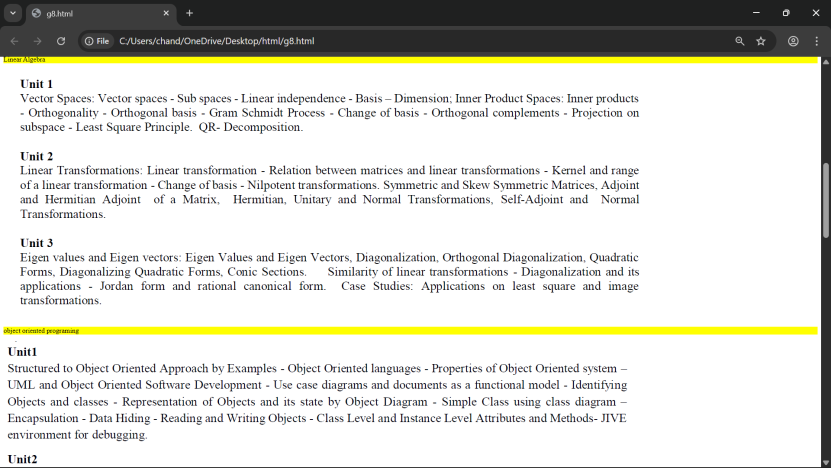 g8.html
File C:/Users/chand/OneDrive/Desktop/html/g8.html
Linear Algebra
Unit 1
Vector Spaces: Vector spaces - Sub spaces - Linear independence - Basis – Dimension; Inner Product Spaces: Inner products
- Orthogonality - Orthogonal basis - Gram Schmidt Process - Change of basis - Orthogonal complements - Projection on
subspace - Least Square Principle. QR- Decomposition.
Unit 2
Linear Transformations: Linear transformation - Relation between matrices and linear transformations - Kernel and range
of a linear transformation - Change of basis - Nilpotent transformations. Symmetric and Skew Symmetric Matrices, Adjoint
and Hermitian Adjoint of a Matrix, Hermitian, Unitary and Normal Transformations, Self-Adjoint and Normal
Transformations.
Unit 3
Eigen values and Eigen vectors: Eigen Values and Eigen Vectors, Diagonalization, Orthogonal Diagonalization, Quadratic
Forms, Diagonalizing Quadratic Forms, Conic Sections. Similarity of linear transformations - Diagonalization and its
applications - Jordan form and rational canonical form. Case Studies: Applications on least square and image
transformations.
object oriented programing
Unit1
Structured to Object Oriented Approach by Examples - Object Oriented languages - Properties of Object Oriented system –
UML and Object Oriented Software Development - Use case diagrams and documents as a functional model - Identifying
Objects and classes - Representation of Objects and its state by Object Diagram - Simple Class using class diagram –
Encapsulation - Data Hiding - Reading and Writing Objects - Class Level and Instance Level Attributes and Methods- JIVE
environment for debugging.
Unit2